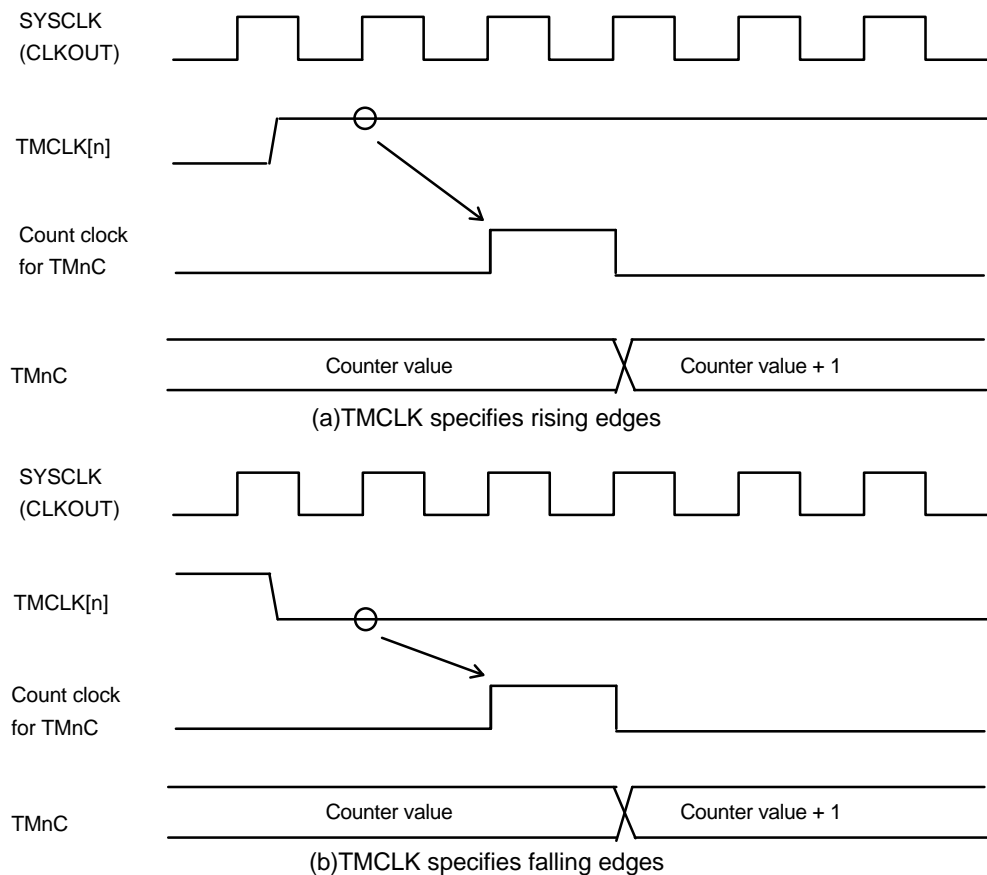 SYSCLK
(CLKOUT)
TMCLK[n]
Count clock
for TMnC
TMnC
Counter value
Counter value + 1
(a)TMCLK specifies rising edges
SYSCLK
(CLKOUT)
TMCLK[n]
Count clock
for TMnC
TMnC
Counter value
Counter value + 1
(b)TMCLK specifies falling edges